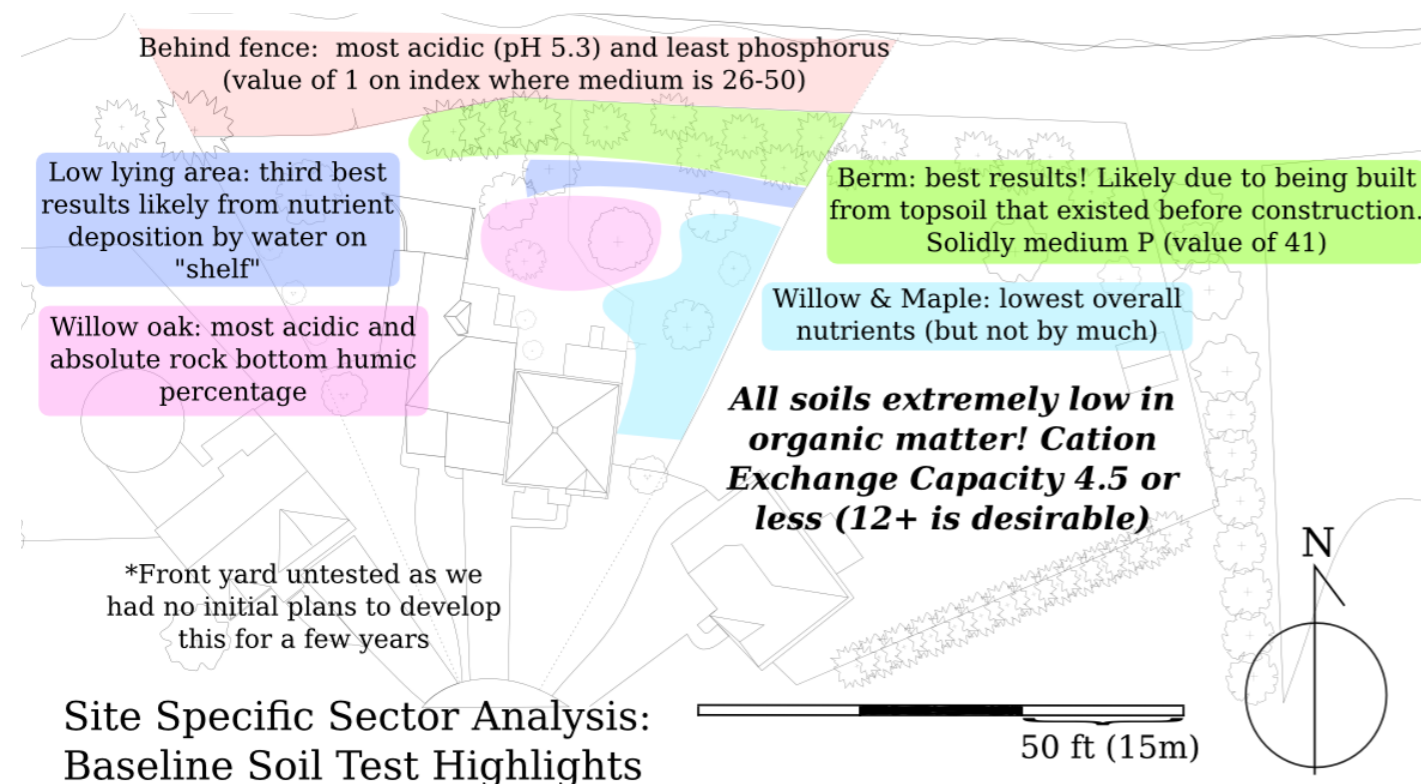 Behind fence:  most acidic (pH 5.3) and least phosphorus
(value of 1 on index where medium is 26-50)
Low lying area: third best
results likely from nutrient
deposition by water on
"shelf"
Berm: best results! Likely due to being built
from topsoil that existed before construction.
Solidly medium P (value of 41)
Willow oak: most acidic and
absolute rock bottom humic
percentage
Willow & Maple: lowest overall
nutrients (but not by much)
All soils extremely low in
organic matter! Cation
Exchange Capacity 4.5 or
less (12+ is desirable)
*Front yard untested as we
had no initial plans to develop
this for a few years
N
Site Specific Sector Analysis:
Baseline Soil Test Highlights
50 ft (15m)